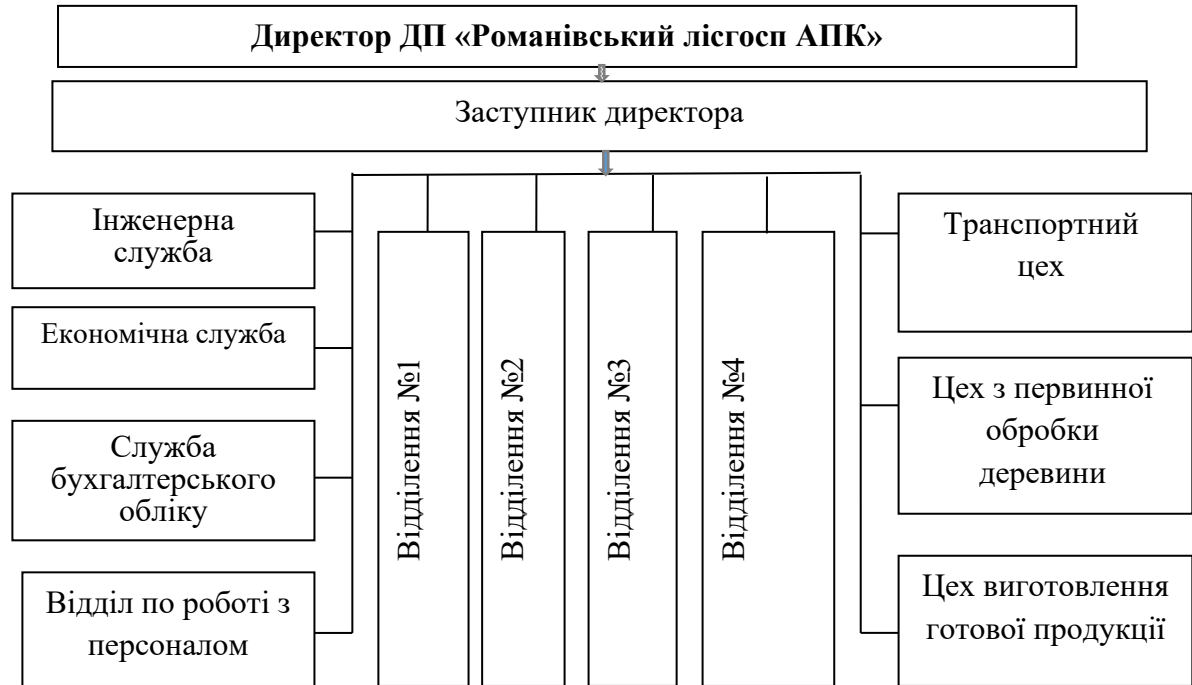 Директор ДП «Романівський лісгосп АПК»
Заступник директора
Інженерна
служба
Економічна служба
Служба
бухгалтерського
обліку
Відділ по роботі з
персоналом
Відділення №1
Відділення №2
Відділення №3
Відділення №4
Транспортний
цех
Цех з первинної
обробки
деревини
Цех виготовлення
готової продукції